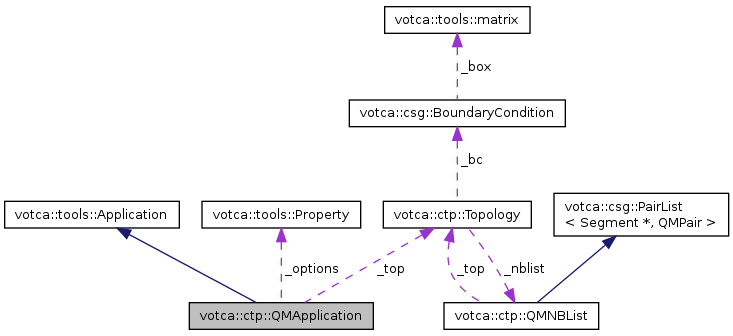 votca::tools::matrix
_box
votca::csg::BoundaryCondition
_bc
votca::tools::Application
votca::tools::Property
votca::ctp::Topology
votca::csg::PairList
< Segment *, QMPair >
_options
_top
_top
_nblist
votca::ctp::QMApplication
votca::ctp::QMNBList